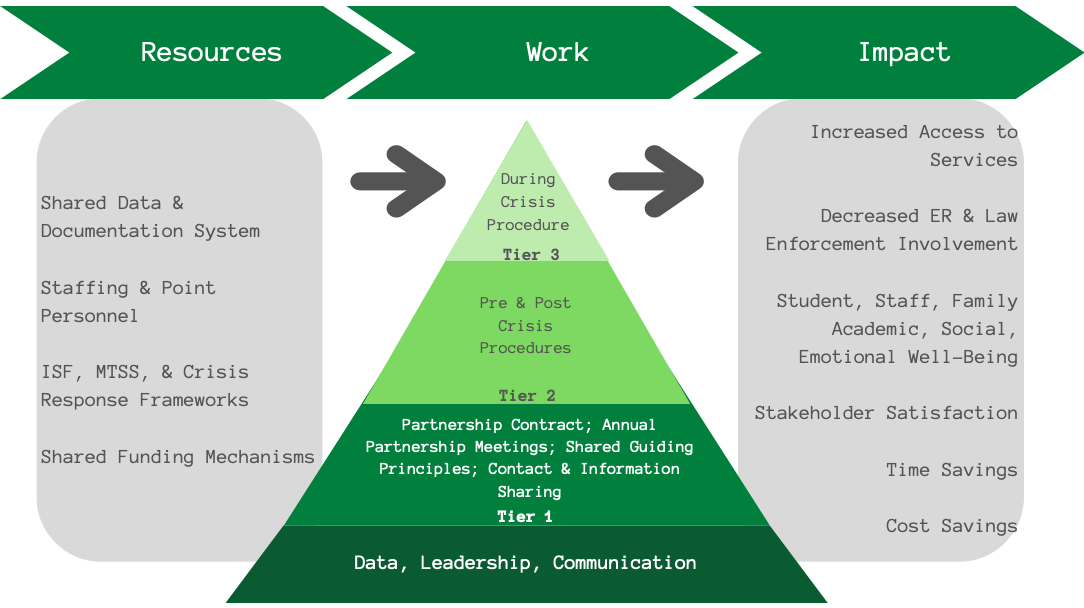 Resources
Work
Impact
Shared Data &
Documentation System
Staffing & Point
Personnel
ISF, MTSS, & Crisis
Response Frameworks
Shared Funding Mechanisms
During
Crisis
Procedure
Tier 3
Pre & Post
Crisis
Procedures
Tier 2
Partnership Contract; Annual
Partnership Meetings; Shared Guiding
Principles; Contact & Information
Sharing
Tier 1
Data, Leadership, Communication
Increased Access to
Services
Decreased ER & Law
Enforcement Involvement
Student, Staff, Family
Academic, Social,
Emotional Well-Being
Stakeholder Satisfaction
Time Savings
Cost Savings